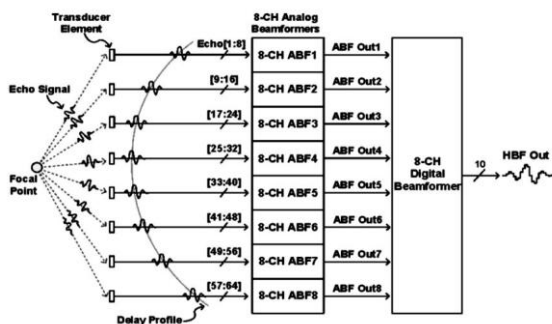 Transducer
Element
8-CH Analog
Beamformers
Echo[1:8]
8-CH ABF1
ABF Out1
[9:16]
8-CH ABF2
ABF Out2
Echo Signal
[17:24]
8-CH ABF3
ABF Out3
[25:32]
8-CH ABF4
ABF Out4
Focal
Point
[33:40]
8-CH ABF5
ABF Out5
8-CH
Digital
Beamformer
10
HBF Out
[41:48]
8-CH ABF6
ABF Out6
[49:56]
8-CH ABF7
ABF Out7
[57:64]
8-CH ABF8
ABF Out8
Delay Profile